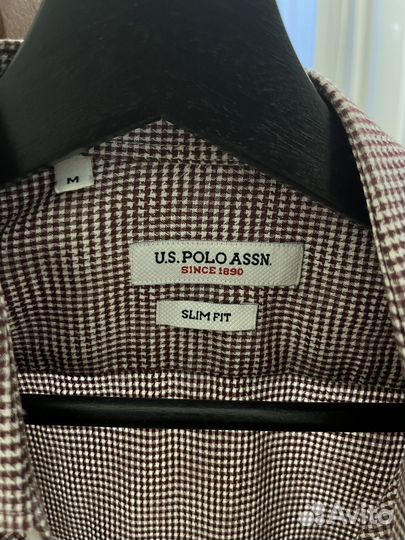 M
U.S. POLO ASSN.
SINCE 1890
SLIM FIT
Avito